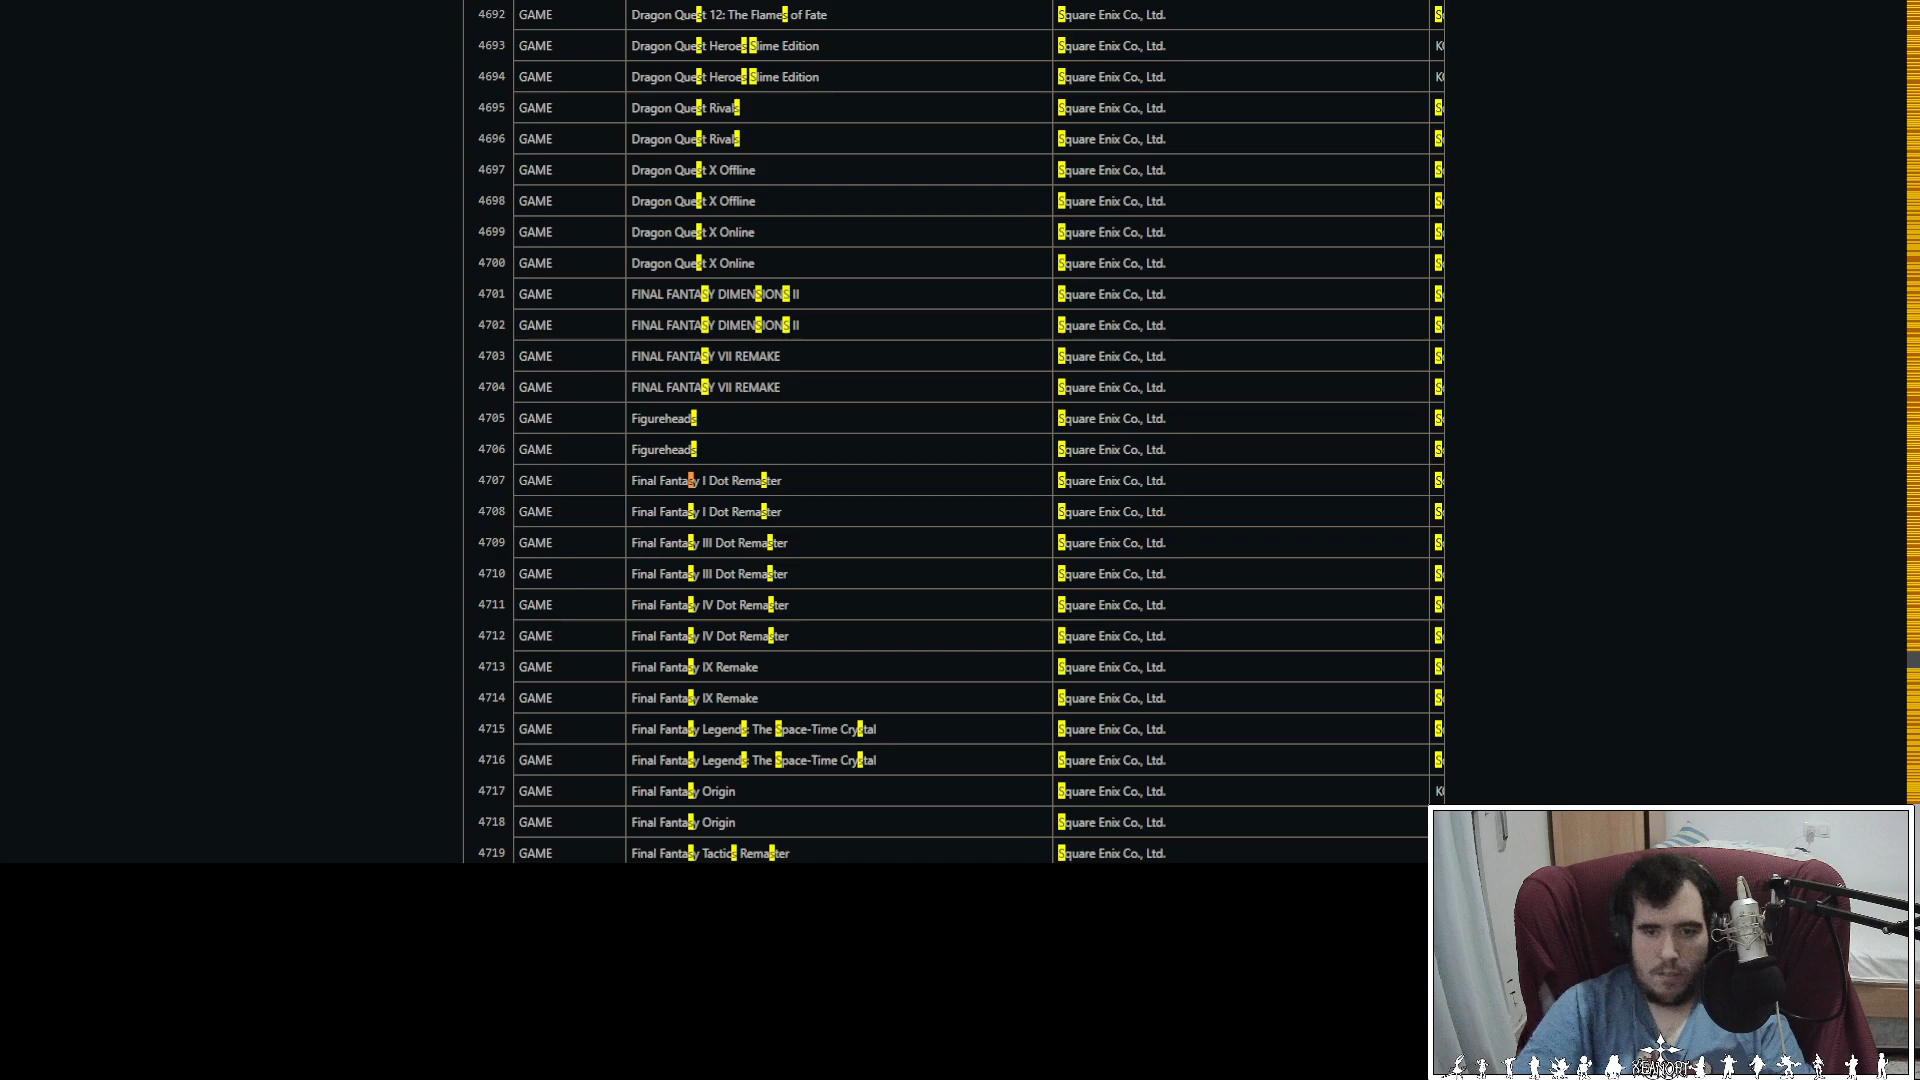 4692 GAME Dragon Quest 12: The Flames of Fate Square Enix Co., Ltd.
4693 GAME Dragon Quest Heroes Slime Edition Square Enix Co., Ltd.
4694 GAME Dragon Quest Heroes Slime Edition Square Enix Co., Ltd.
4695 GAME Dragon Quest Rivals Square Enix Co., Ltd.
4696 GAME Dragon Quest Rivals Square Enix Co., Ltd.
4697 GAME Dragon Quest X Offline Square Enix Co., Ltd.
4698 GAME Dragon Quest X Offline Square Enix Co., Ltd.
4699 GAME Dragon Quest X Online Square Enix Co., Ltd.
4700 GAME Dragon Quest X Online Square Enix Co., Ltd.
4701 GAME FINAL FANTASY DIMENSIONS II Square Enix Co., Ltd.
4702 GAME FINAL FANTASY DIMENSIONS II Square Enix Co., Ltd.
4703 GAME FINAL FANTASY VII REMAKE Square Enix Co., Ltd.
4704 GAME FINAL FANTASY VII REMAKE Square Enix Co., Ltd.
4705 GAME Figureheads Square Enix Co., Ltd.
4706 GAME Figureheads Square Enix Co., Ltd.
4707 GAME Final Fantasy I Dot Remaster Square Enix Co., Ltd.
4708 GAME Final Fantasy I Dot Remaster Square Enix Co., Ltd.
4709 GAME Final Fantasy III Dot Remaster Square Enix Co., Ltd.
4710 GAME Final Fantasy III Dot Remaster Square Enix Co., Ltd.
4711 GAME Final Fantasy IV Dot Remaster Square Enix Co., Ltd.
4712 GAME Final Fantasy IV Dot Remaster Square Enix Co., Ltd.
4713 GAME Final Fantasy IX Remake Square Enix Co., Ltd.
4714 GAME Final Fantasy IX Remake Square Enix Co., Ltd.
4715 GAME Final Fantasy Legends: The Space-Time Crystal Square Enix Co., Ltd.
4716 GAME Final Fantasy Legends: The Space-Time Crystal Square Enix Co., Ltd.
4717 GAME Final Fantasy Origin Square Enix Co., Ltd.
4718 GAME Final Fantasy Origin Square Enix Co., Ltd.
4719 GAME Final Fantasy Tactics Remaster Square Enix Co., Ltd.
XEANORT